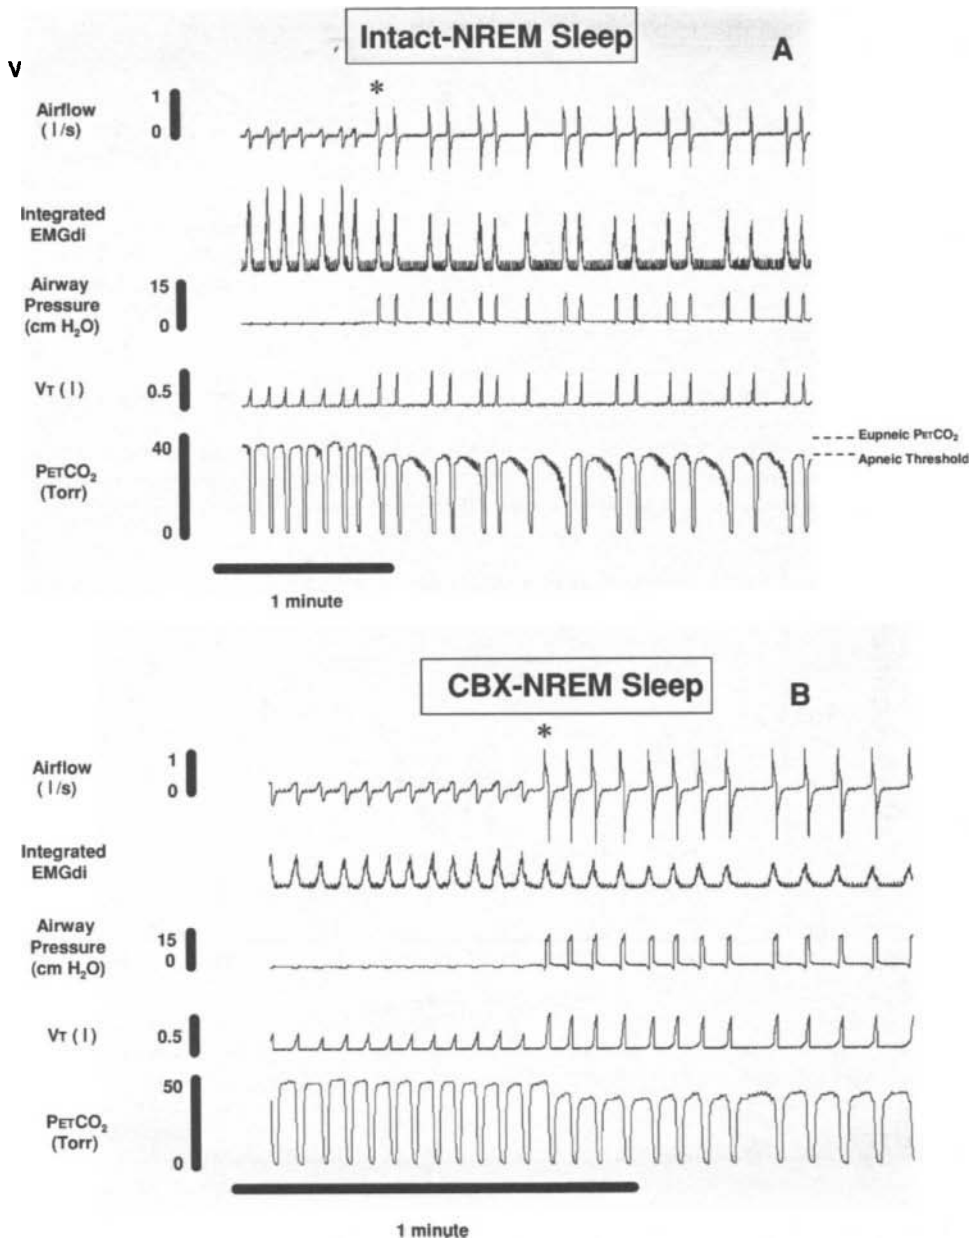 Intact-NREM Sleep
A
V
*
Airflow
(l/s)
1
0
Integrated
EMGdi
Airway
Pressure
(cm H₂O)
15
0
VT (l)
0.5
PETCO₂
(Torr)
40
0
Eupneic PETCO₂
Apneic Threshold
1 minute
CBX-NREM Sleep
B
*
Airflow
(l/s)
1
0
Integrated
EMGdi
Airway
Pressure
(cm H₂O)
15
0
VT (l)
0.5
PETCO₂
(Torr)
50
0
1 minute